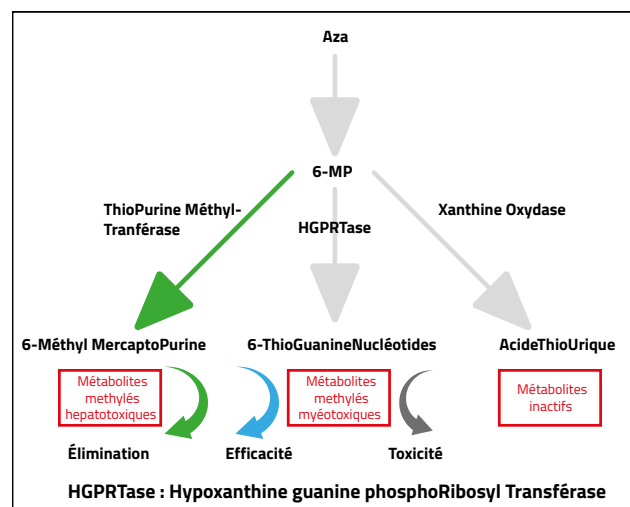 Aza
6-MP
ThioPurine Méthyl-
Tranférase
HGPRTase
Xanthine Oxydase
6-Méthyl MercaptoPurine
6-ThioGuanineNucléotides
AcideThioUrique
Métabolites
methylés
hepatotoxiques
Métabolites
methylés
myéotoxiques
Métabolites
inactifs
Élimination
Efficacité
Toxicité
HGPRTase : Hypoxanthine guanine phosphoRibosyl Transférase